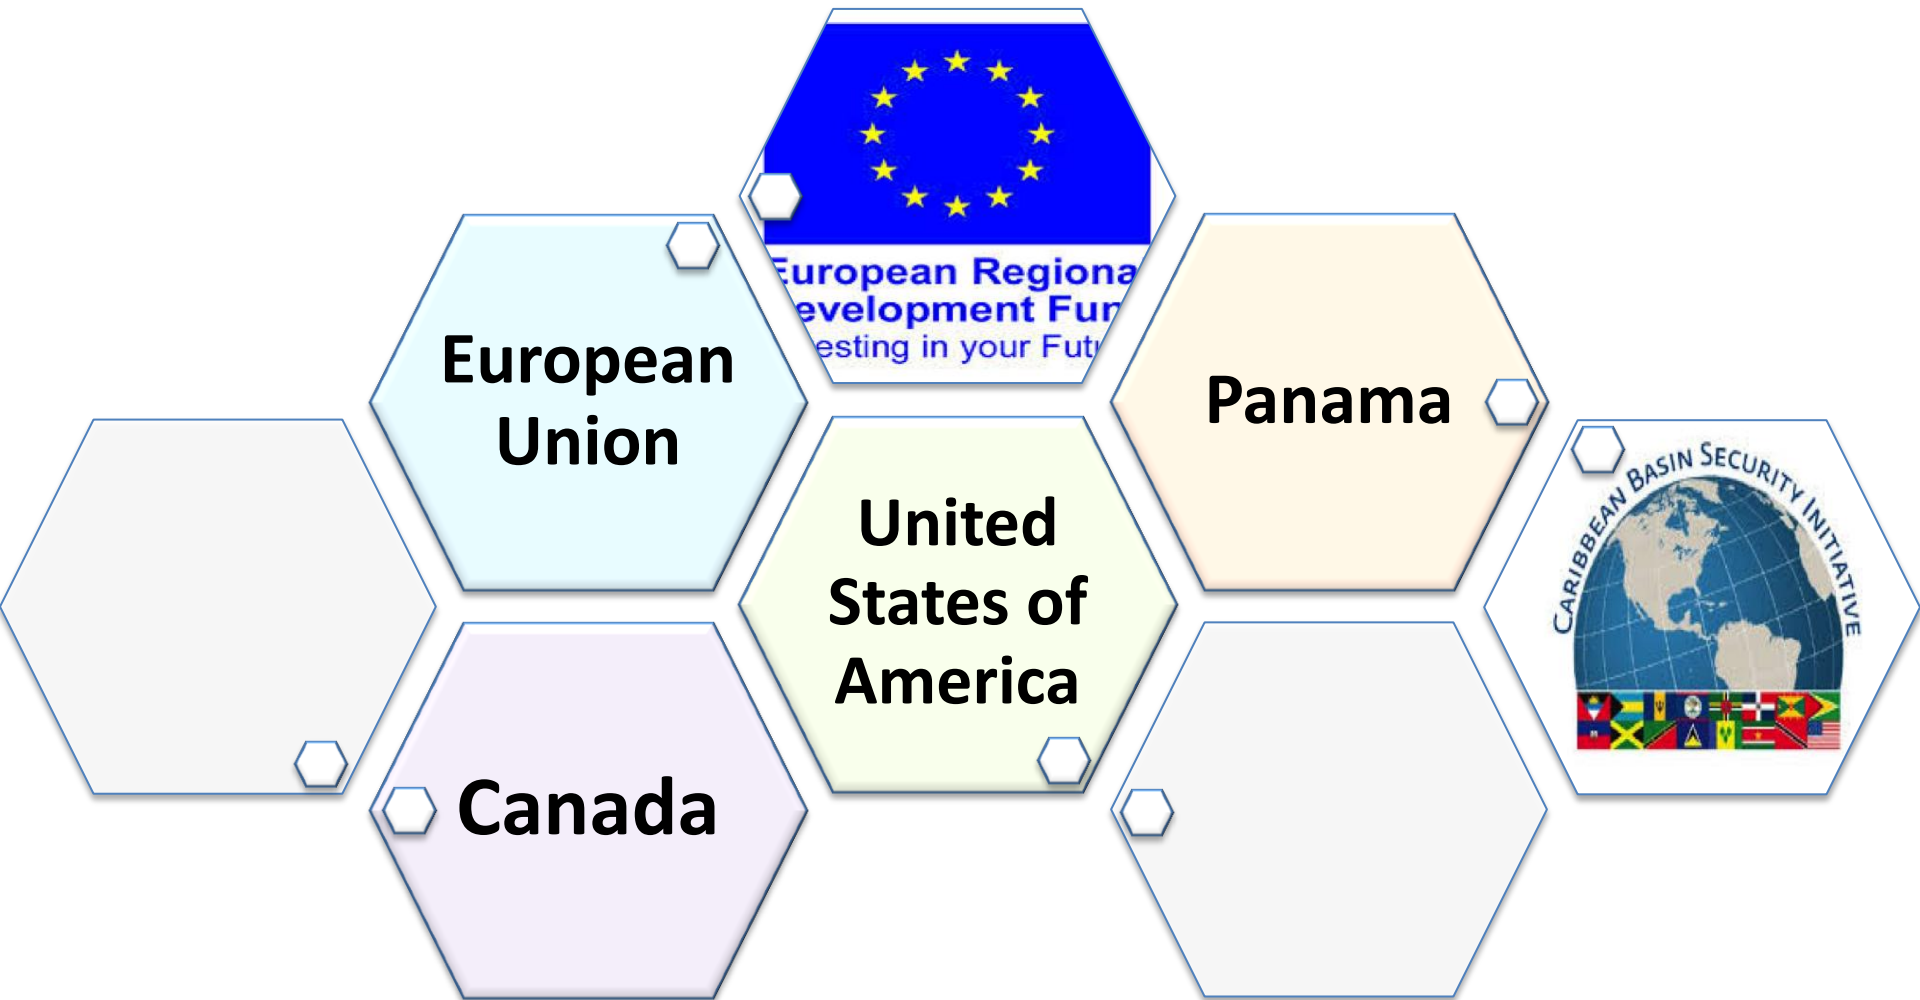 European Regiona
evelopment Fun
esting in your Futu
European
Union
Panama
United
States of
America
CARIBBEAN BASIN SECURITY INITIATIVE
Canada